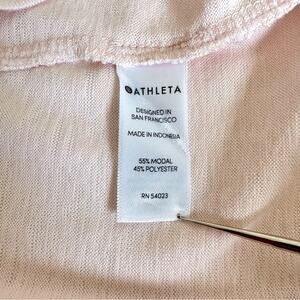 ATHLETA
DESIGNED IN
SAN FRANCISCO
MADE IN INDONESIA
55% MODAL
45% POLYESTER
RN 54023